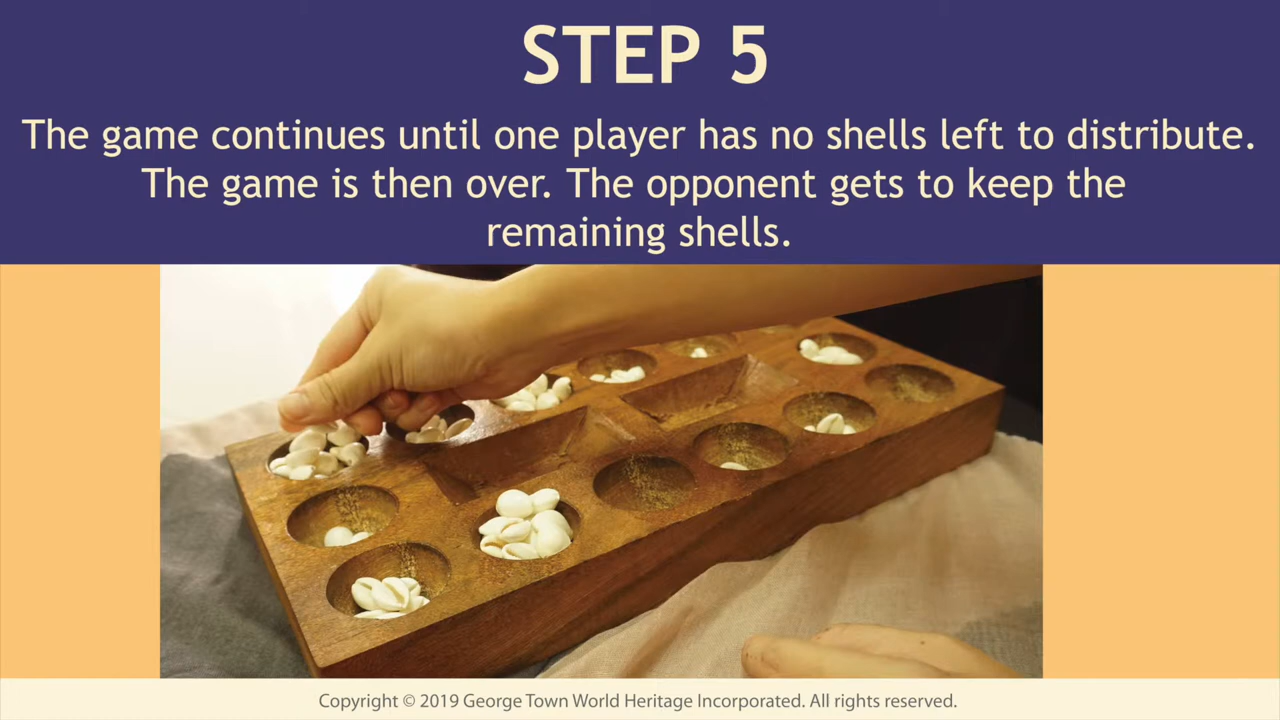 STEP 5
The game continues until one player has no shells left to distribute.
The game is then over. The opponent gets to keep the
remaining shells.
Copyright © 2019 George Town World Heritage Incorporated. All rights reserved.